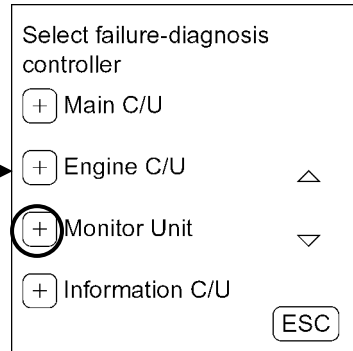 Select failure-diagnosis
controller
+ Main C/U
+ Engine C/U
+ Monitor Unit
+ Information C/U
ESC